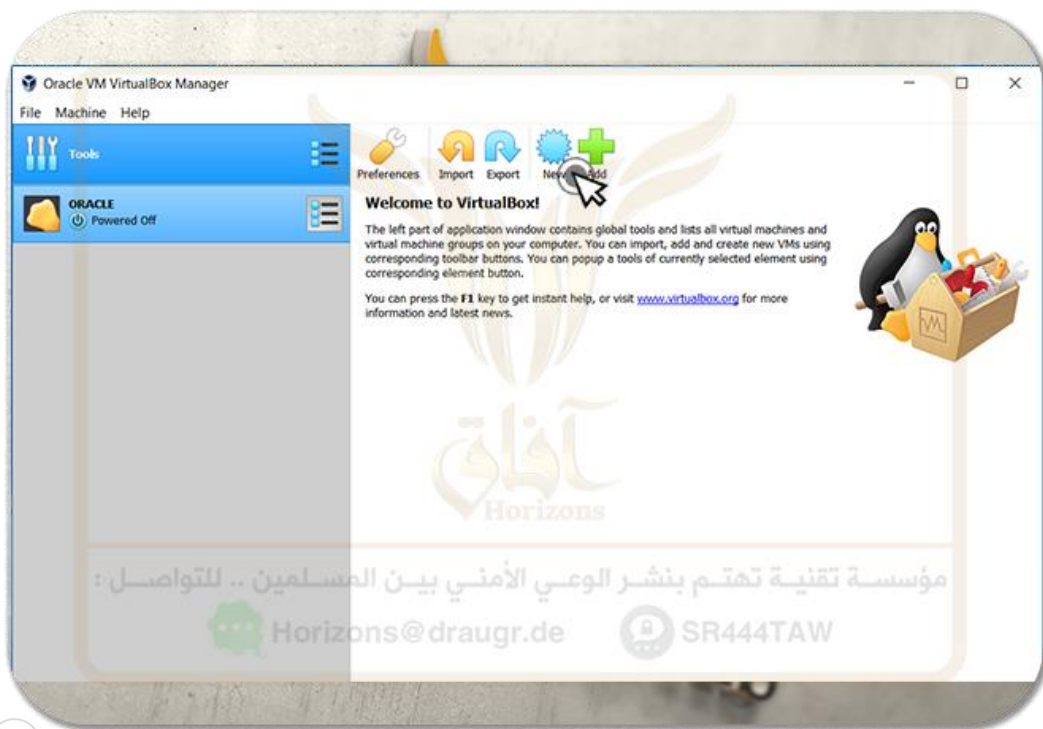 Oracle VM VirtualBox Manager
File Machine Help
Tools
Preferences Import Export New Add
ORACLE
Powered Off
Welcome to VirtualBox!
The left part of application window contains global tools and lists all virtual machines and
virtual machine groups on your computer. You can import, add and create new VMs using
corresponding toolbar buttons. You can popup a tools of currently selected element using
corresponding element button.
You can press the F1 key to get instant help, or visit www.virtualbox.org for more
information and latest news.
آفاق
Horizons
مؤسسة تقنية تهتم بنشر الوعي الأمني بين المسلمين .. للتواصل :
Horizons@draugr.de SR444TAW